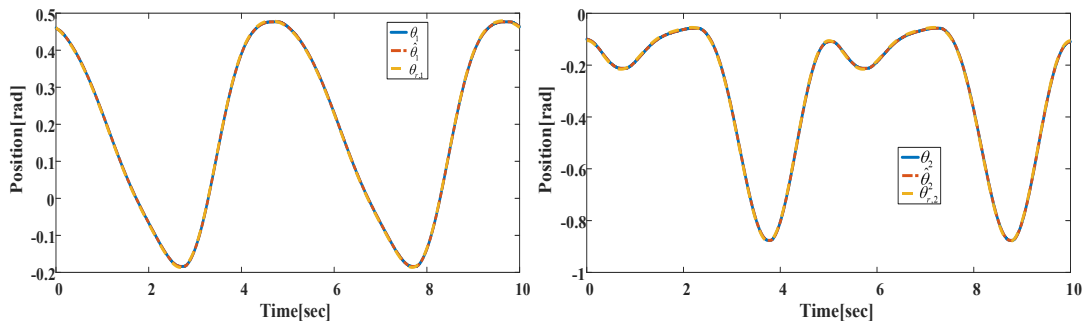 0.5
0.4
0.3
0.2
0.1
0
-0.1
-0.2
Position[rad]
0 2 4 6 8 10
Time[sec]
θ₁
θ̂₁
θᵣ,₁
0
-0.2
-0.4
-0.6
-0.8
-1
Position[rad]
0 2 4 6 8 10
Time[sec]
θ₂
θ̂₂
θᵣ,₂